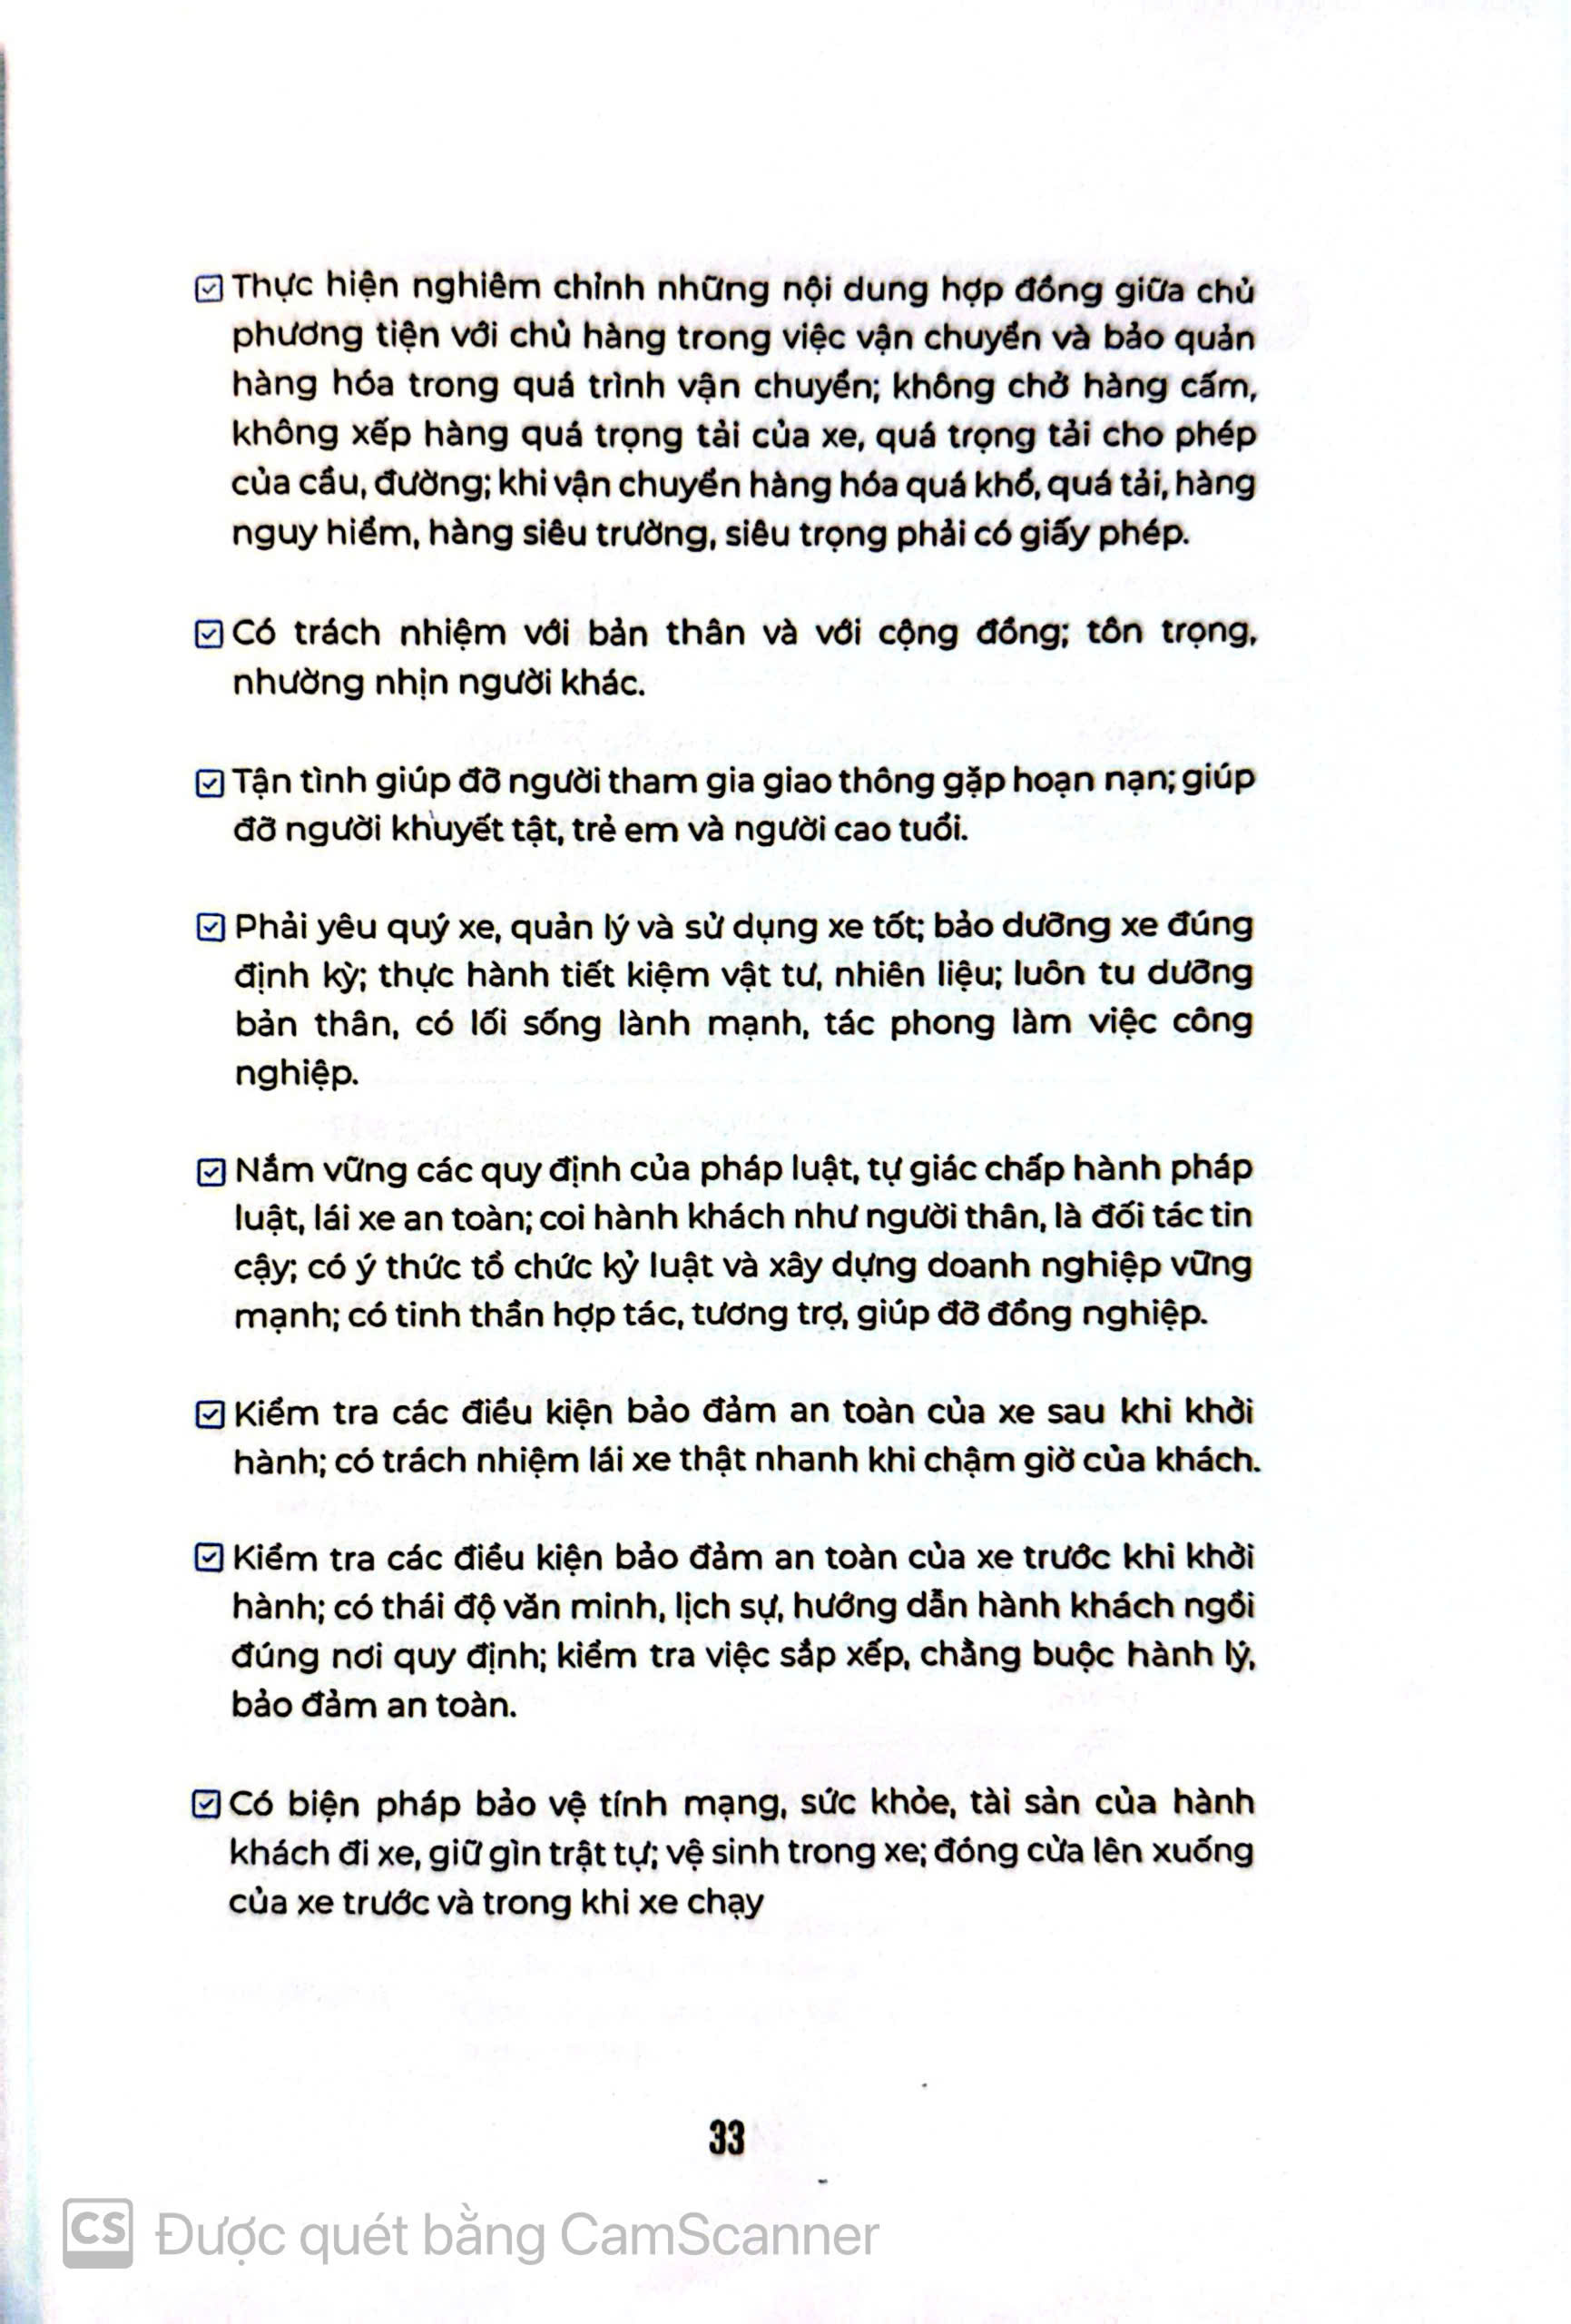 Thực hiện nghiêm chỉnh những nội dung hợp đồng giữa chủ
phương tiện với chủ hàng trong việc vận chuyển và bảo quản
hàng hóa trong quá trình vận chuyển; không chở hàng cấm,
không xếp hàng quá trọng tải của xe, quá trọng tải cho phép
của cầu, đường; khi vận chuyển hàng hóa quá khổ, quá tải, hàng
nguy hiểm, hàng siêu trường, siêu trọng phải có giấy phép.
Có trách nhiệm với bản thân và với cộng đồng; tôn trọng,
nhường nhịn người khác.
Tận tình giúp đỡ người tham gia giao thông gặp hoạn nạn; giúp
đỡ người khuyết tật, trẻ em và người cao tuổi.
Phải yêu quý xe, quản lý và sử dụng xe tốt; bảo dưỡng xe đúng
định kỳ; thực hành tiết kiệm vật tư, nhiên liệu; luôn tu dưỡng
bản thân, có lối sống lành mạnh, tác phong làm việc công
nghiệp.
Nắm vững các quy định của pháp luật, tự giác chấp hành pháp
luật, lái xe an toàn; coi hành khách như người thân, là đối tác tin
cậy; có ý thức tổ chức kỷ luật và xây dựng doanh nghiệp vững
mạnh; có tinh thần hợp tác, tương trợ, giúp đỡ đồng nghiệp.
Kiểm tra các điều kiện bảo đảm an toàn của xe sau khi khởi
hành; có trách nhiệm lái xe thật nhanh khi chậm giờ của khách.
Kiểm tra các điều kiện bảo đảm an toàn của xe trước khi khởi
hành; có thái độ văn minh, lịch sự, hướng dẫn hành khách ngồi
đúng nơi quy định; kiểm tra việc sắp xếp, chằng buộc hành lý,
bảo đảm an toàn.
Có biện pháp bảo vệ tính mạng, sức khỏe, tài sản của hành
khách đi xe, giữ gìn trật tự; vệ sinh trong xe; đóng cửa lên xuống
của xe trước và trong khi xe chạy
33
CS Được quét bằng CamScanner